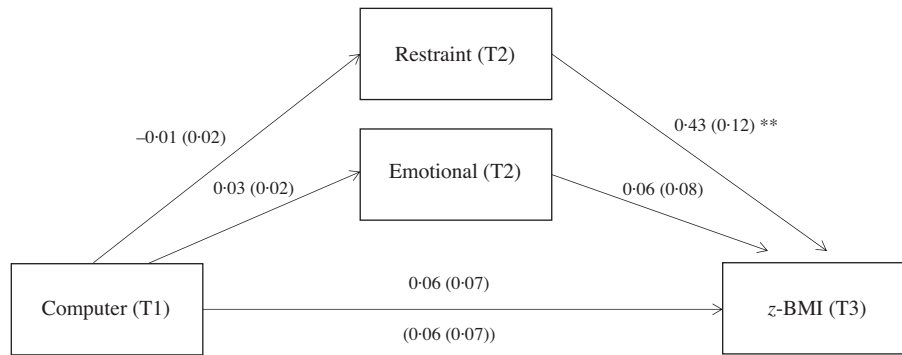 Restraint (T2)
–0·01 (0·02)
0·43 (0·12) **
Emotional (T2)
0·03 (0·02)
0·06 (0·08)
0·06 (0·07)
Computer (T1)
z-BMI (T3)
(0·06 (0·07))